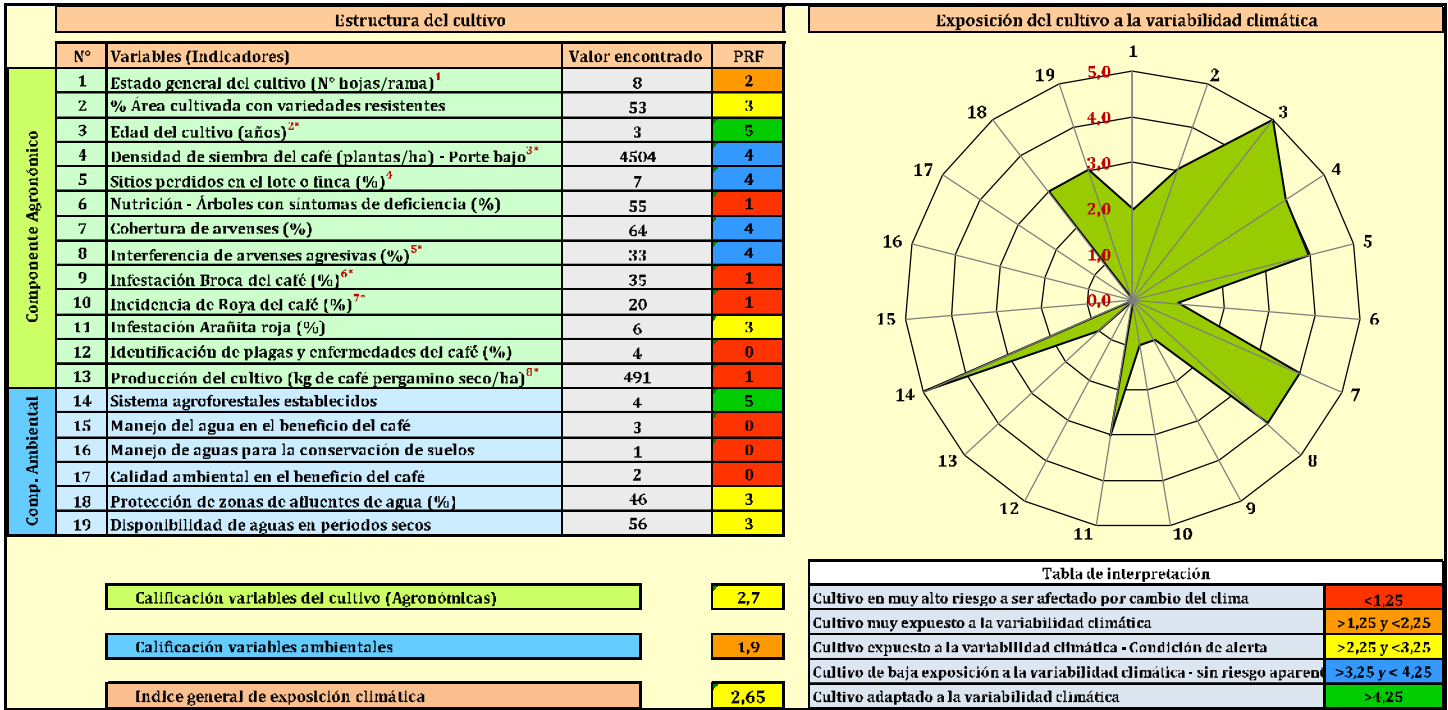 Estructura del cultivo
N° Variables (Indicadores) Valor encontrado PRF
Componente Agronómico
1 Estado general del cultivo (N° hojas/rama)1 8 2
2 % Área cultivada con variedades resistentes 53 3
3 Edad del cultivo (años)2* 3 5
4 Densidad de siembra del café (plantas/ha) - Porte bajo3* 4504 4
5 Sitios perdidos en el lote o finca (%)4 7 4
6 Nutrición - Árboles con síntomas de deficiencia (%) 55 1
7 Cobertura de arvenses (%) 64 4
8 Interferencia de arvenses agresivas (%)5* 33 4
9 Infestación Broca del café (%)6* 35 1
10 Incidencia de Roya del café (%)7* 20 1
11 Infestación Arañita roja (%) 6 3
12 Identificación de plagas y enfermedades del café (%) 4 0
13 Producción del cultivo (kg de café pergamino seco/ha)8* 491 1
Comp. Ambiental
14 Sistema agroforestales establecidos 4 5
15 Manejo del agua en el beneficio del café 3 0
16 Manejo de aguas para la conservación de suelos 1 0
17 Calidad ambiental en el beneficio del café 2 0
18 Protección de zonas de afluentes de agua (%) 46 3
19 Disponibilidad de aguas en períodos secos 56 3
Calificación variables del cultivo (Agronómicas) 2,7
Calificación variables ambientales 1,9
Indice general de exposición climática 2,65
Exposición del cultivo a la variabilidad climática
1
2
3
4
5
6
7
8
9
10
11
12
13
14
15
16
17
18
19
5,0
4,0
3,0
2,0
1,0
0,0
Tabla de interpretación
Cultivo en muy alto riesgo a ser afectado por cambio del clima <1,25
Cultivo muy expuesto a la variabilidad climática >1,25 y <2,25
Cultivo expuesto a la variabilidad climática - Condición de alerta >2,25 y <3,25
Cultivo de baja exposición a la variabilidad climática - sin riesgo aparen >3,25 y < 4,25
Cultivo adaptado a la variabilidad climática >4,25